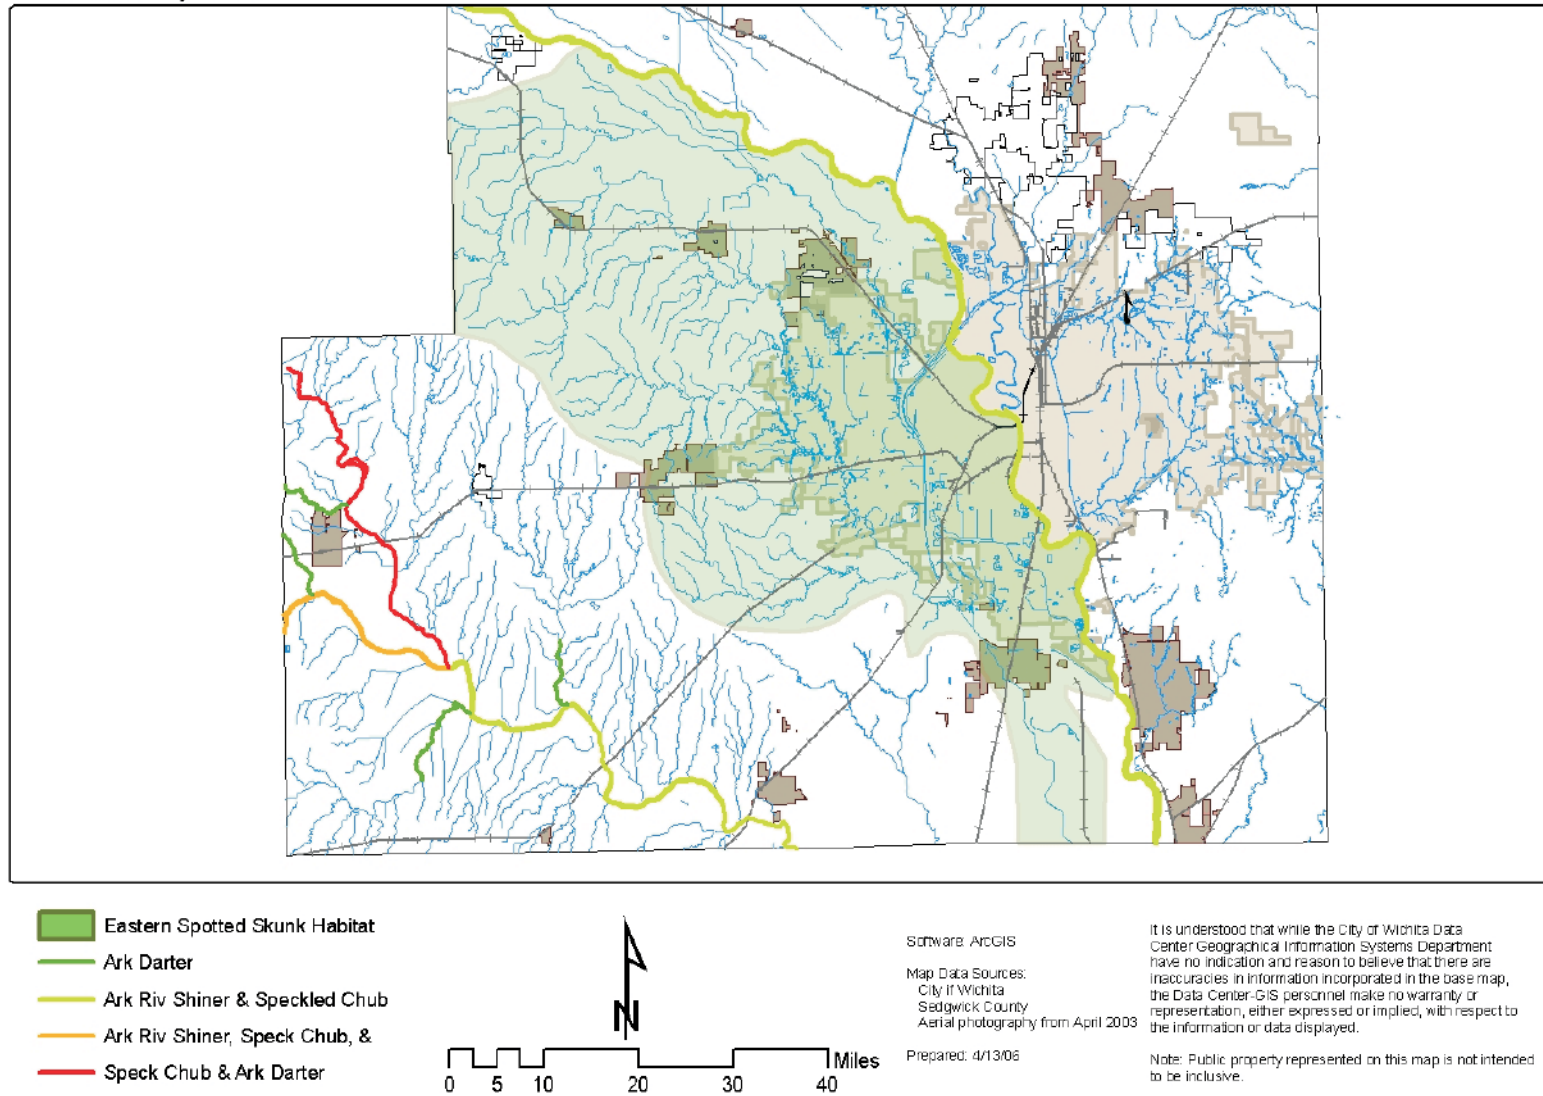 Eastern Spotted Skunk Habitat
Ark Darter
Ark Riv Shiner & Speckled Chub
Ark Riv Shiner, Speck Chub, &
Speck Chub & Ark Darter
N
Miles
0 5 10 20 30 40
Software: ArcGIS
Map Data Sources:
City if Wichita
Sedgwick County
Aerial photography from April 2003
Prepared: 4/13/06
It is understood that while the City of Wichita Data
Center Geographical Information Systems Department
have no indication and reason to believe that there are
inaccuracies in information incorporated in the base map,
the Data Center-GIS personnel make no warranty or
representation, either expressed or implied, with respect to
the information or data displayed.
Note: Public property represented on this map is not intended
to be inclusive.